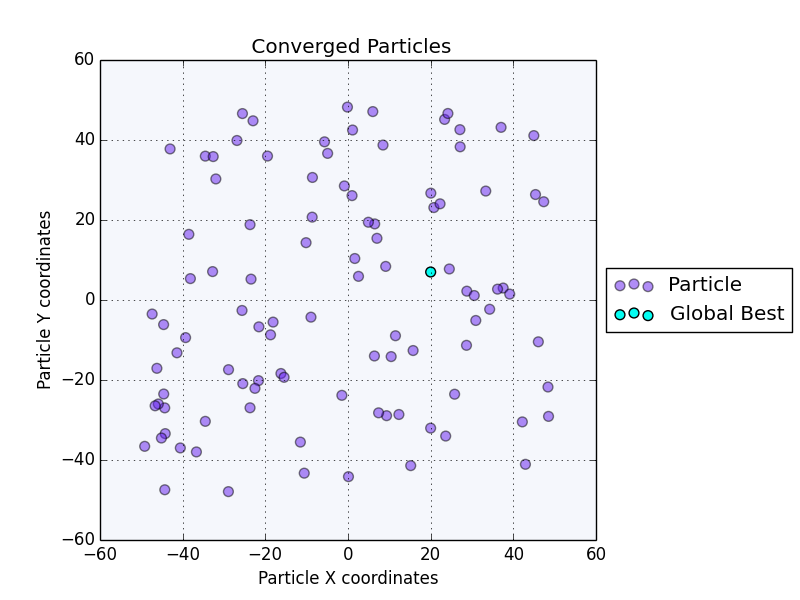 Converged Particles
60
40
20
0
−20
−40
−60
−60 −40 −20 0 20 40 60
Particle Y coordinates
Particle X coordinates
Particle
Global Best